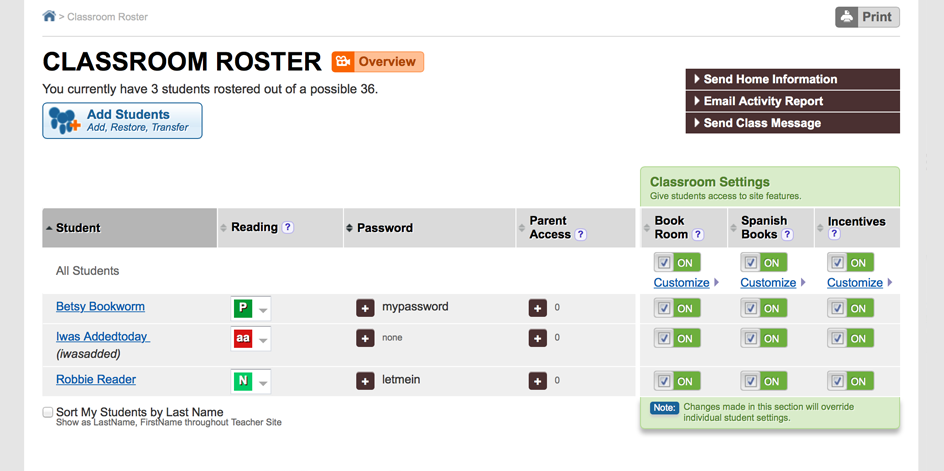 > Classroom Roster
Print
CLASSROOM ROSTER
Overview
You currently have 3 students rostered out of a possible 36.
Add Students
Add, Restore, Transfer
Send Home Information
Email Activity Report
Send Class Message
Classroom Settings
Give students access to site features.
Student
Reading ?
Password
Parent
Access ?
Book
Room ?
Spanish
Books ?
Incentives
?
All Students
ON ON ON
Customize Customize Customize
Betsy Bookworm P + mypassword + 0 ON ON ON
Iwas Addedtoday aa + none + 0 ON ON ON
(iwasadded)
Robbie Reader N + letmein + 0 ON ON ON
Sort My Students by Last Name
Show as LastName, FirstName throughout Teacher Site
Note: Changes made in this section will override
individual student settings.